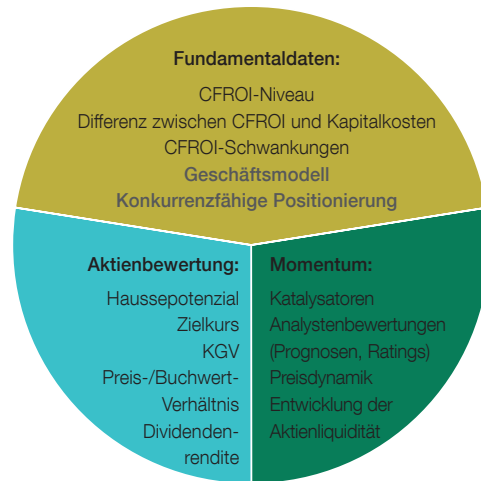 Fundamentaldaten:
CFROI-Niveau
Differenz zwischen CFROI und Kapitalkosten
CFROI-Schwankungen
Geschäftsmodell
Konkurrenzfähige Positionierung
Aktienbewertung:
Haussepotenzial
Zielkurs
KGV
Preis-/Buchwert-
Verhältnis
Dividenden-
rendite
Momentum:
Katalysatoren
Analystenbewertungen
(Prognosen, Ratings)
Preisdynamik
Entwicklung der
Aktienliquidität